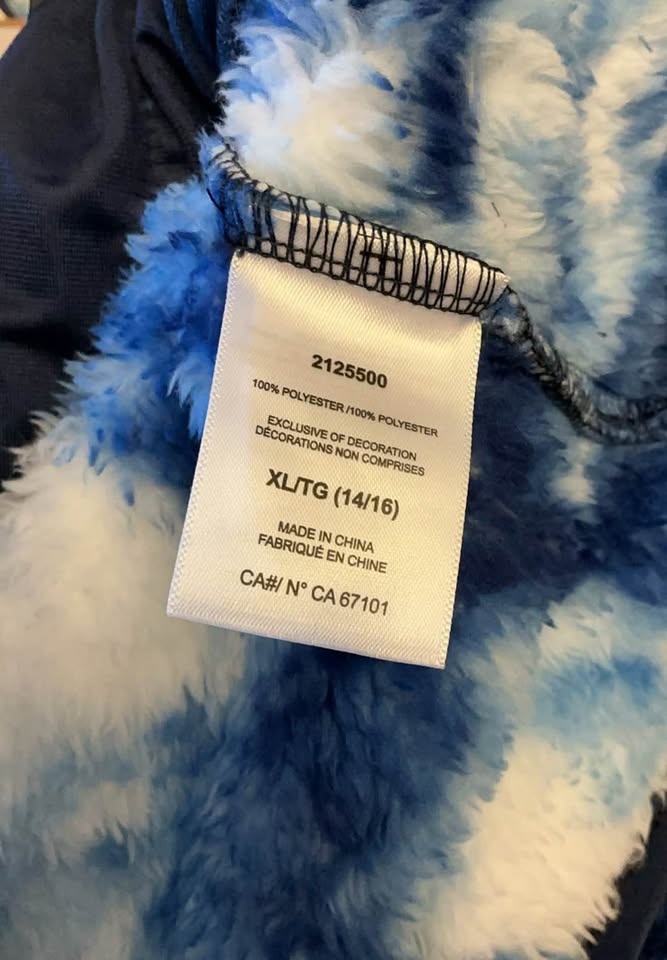 2125500
100% POLYESTER /100% POLYESTER
EXCLUSIVE OF DECORATION
DÉCORATIONS NON COMPRISES
XL/TG (14/16)
MADE IN CHINA
FABRIQUÉ EN CHINE
CA#/ N° CA 67101